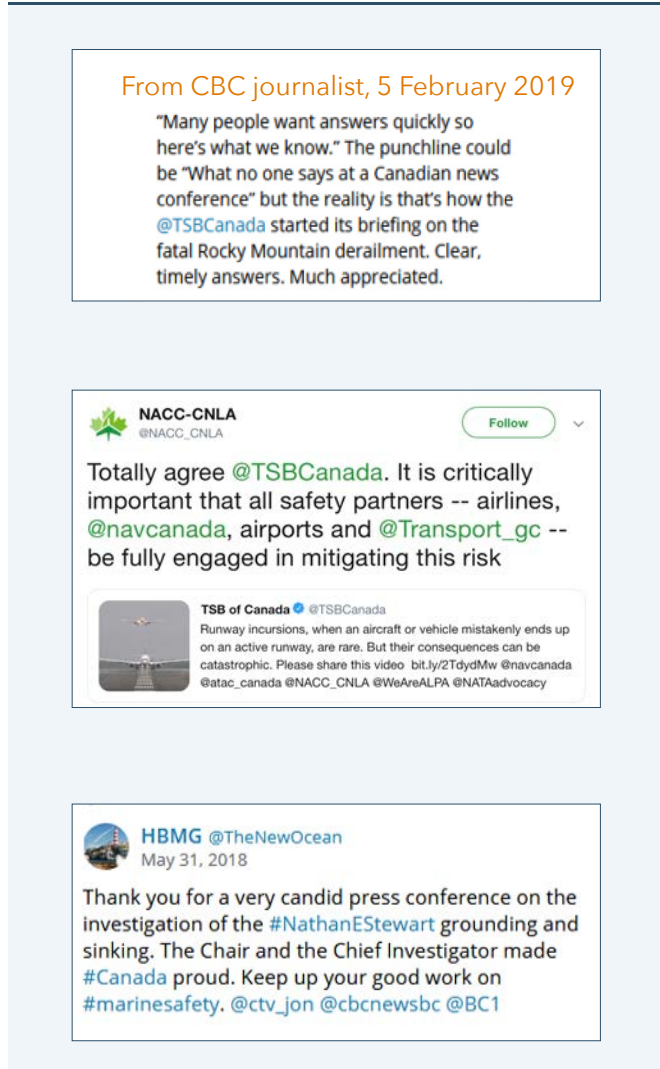 From CBC journalist, 5 February 2019
“Many people want answers quickly so
here’s what we know.” The punchline could
be “What no one says at a Canadian news
conference” but the reality is that’s how the
@TSBCanada started its briefing on the
fatal Rocky Mountain derailment. Clear,
timely answers. Much appreciated.
NACC-CNLA
@NACC_CNLA
Follow
Totally agree @TSBCanada. It is critically
important that all safety partners -- airlines,
@navcanada, airports and @Transport_gc --
be fully engaged in mitigating this risk
TSB of Canada @TSBCanada
Runway incursions, when an aircraft or vehicle mistakenly ends up
on an active runway, are rare. But their consequences can be
catastrophic. Please share this video bit.ly/2TdydMw @navcanada
@atac_canada @NACC_CNLA @WeAreALPA @NATAadvocacy
HBMG @TheNewOcean
May 31, 2018
Thank you for a very candid press conference on the
investigation of the #NathanEStewart grounding and
sinking. The Chair and the Chief Investigator made
#Canada proud. Keep up your good work on
#marinesafety. @ctv_jon @cbcnewsbc @BC1